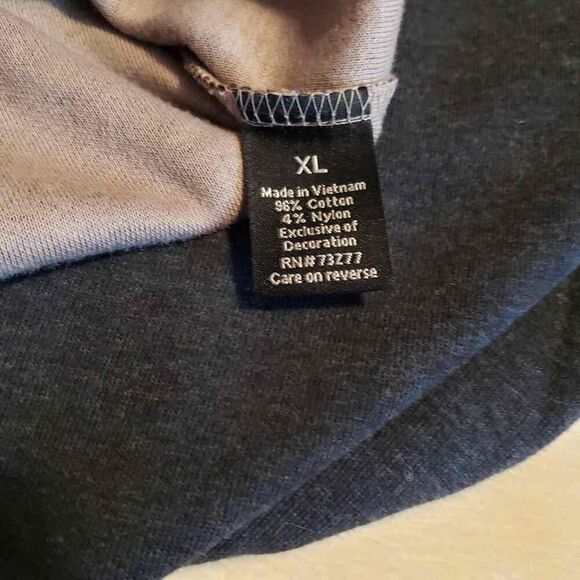 XL
Made in Vietnam
96% Cotton
4% Nylon
Exclusive of
Decoration
RN#73277
Care on reverse